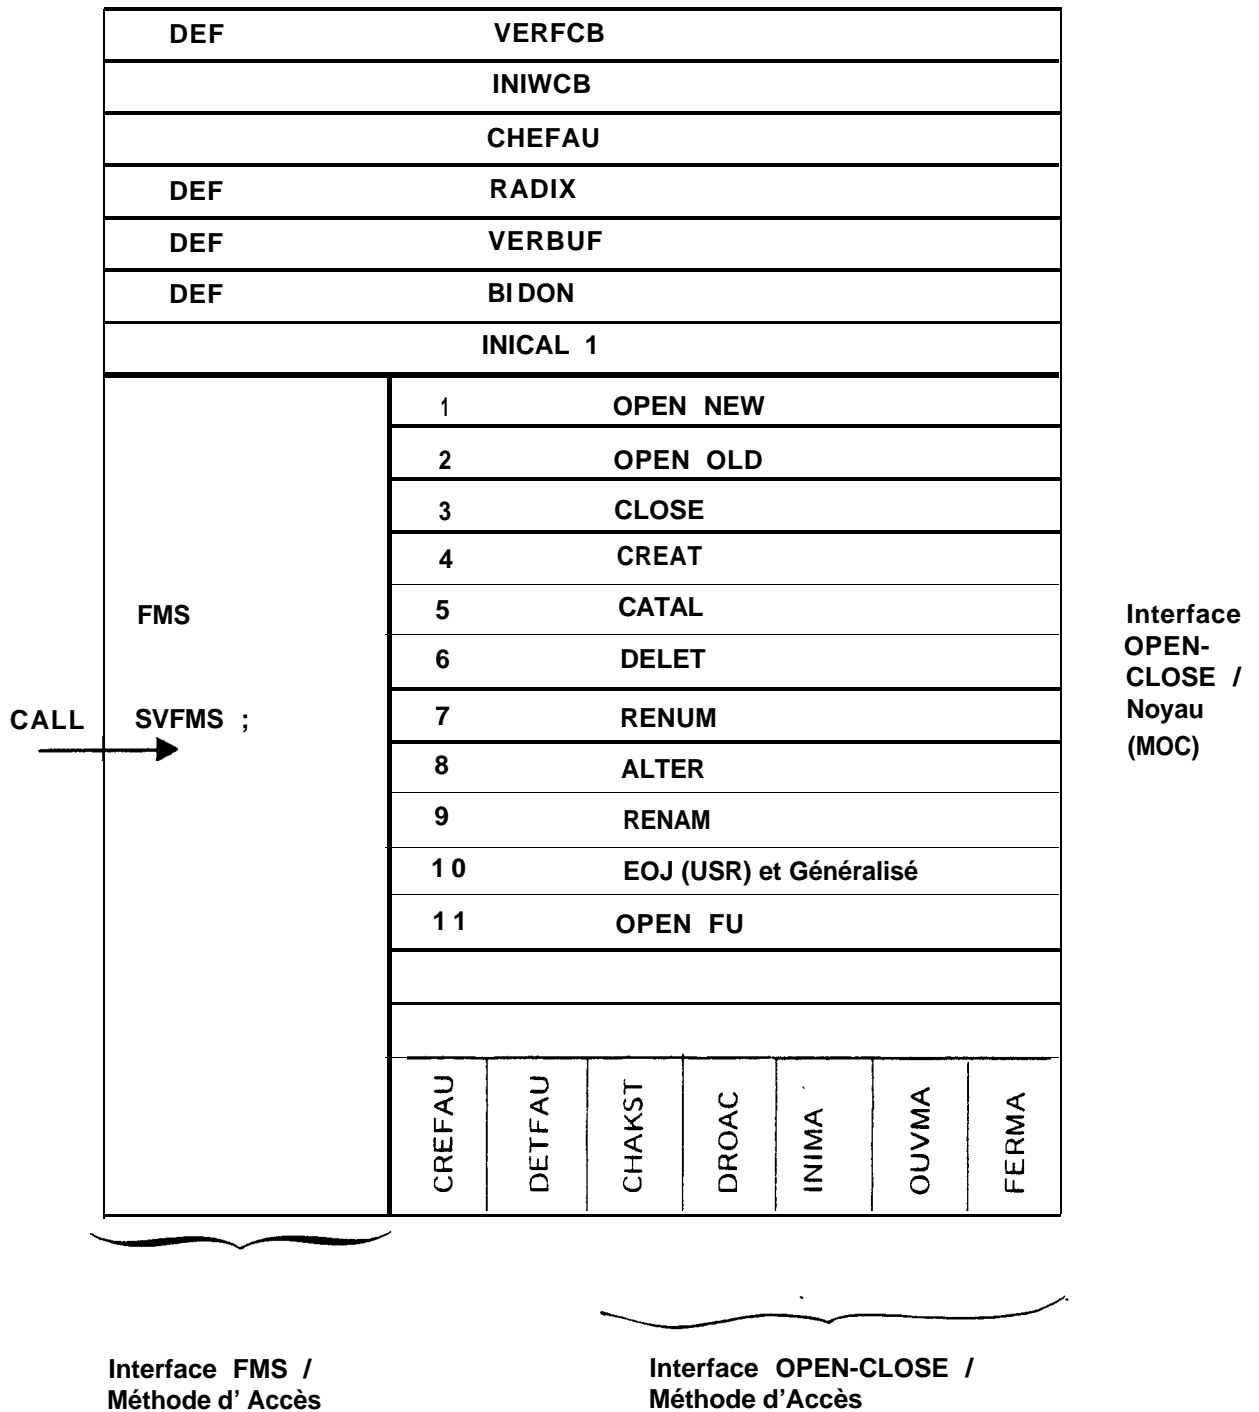 DEF VERFCB
INIWCB
CHEFAU
DEF RADIX
DEF VERBUF
DEF BIDON
INICAL 1
1 OPEN NEW
2 OPEN OLD
3 CLOSE
4 CREAT
FMS
5 CATAL
6 DELET
CALL SVFMS ;
7 RENUM
8 ALTER
9 RENAM
10 EOJ (USR) et Généralisé
11 OPEN FU
Interface
OPEN-
CLOSE /
Noyau
(MOC)
CREFAU
DETFAU
CHAKST
DROAC
INIMA
OUVMA
FERMA
Interface FMS /
Méthode d' Accès
Interface OPEN-CLOSE /
Méthode d'Accès